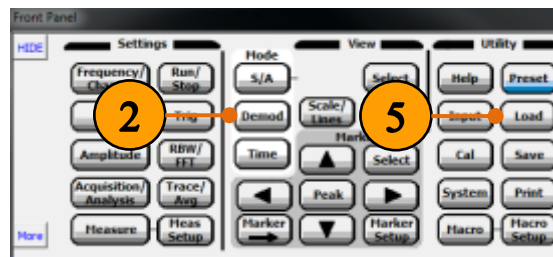 Front Panel
HIDE
Settings
Mode
View
Utility
Frequency/
Run/
Stop
S/A
Select
Help
Preset
2
Trig
Demod
Scale/
Lines
5
Input
Load
Amplitude
RBW/
FFT
Time
Select
Cal
Save
Acquisition/
Analysis
Trace/
Avg
Peak
System
Print
More
Measure
Meas
Setup
Marker
Marker
Setup
Macro
Macro
Setup